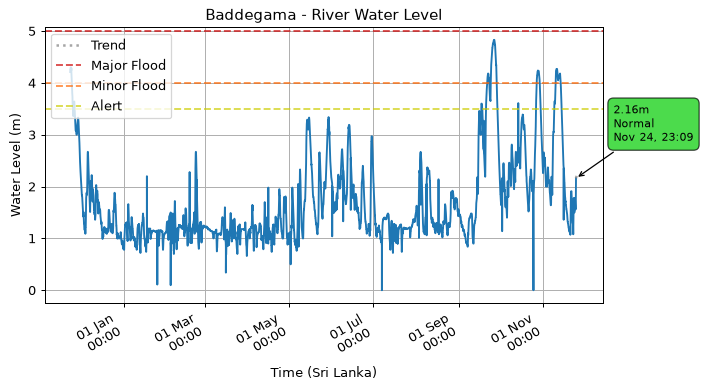 Baddegama - River Water Level
Trend
Major Flood
Minor Flood
Alert
2.16m
Normal
Nov 24, 23:09
Water Level (m)
5
4
3
2
1
0
01 Jan
00:00
01 Mar
00:00
01 May
00:00
01 Jul
00:00
01 Sep
00:00
01 Nov
00:00
Time (Sri Lanka)